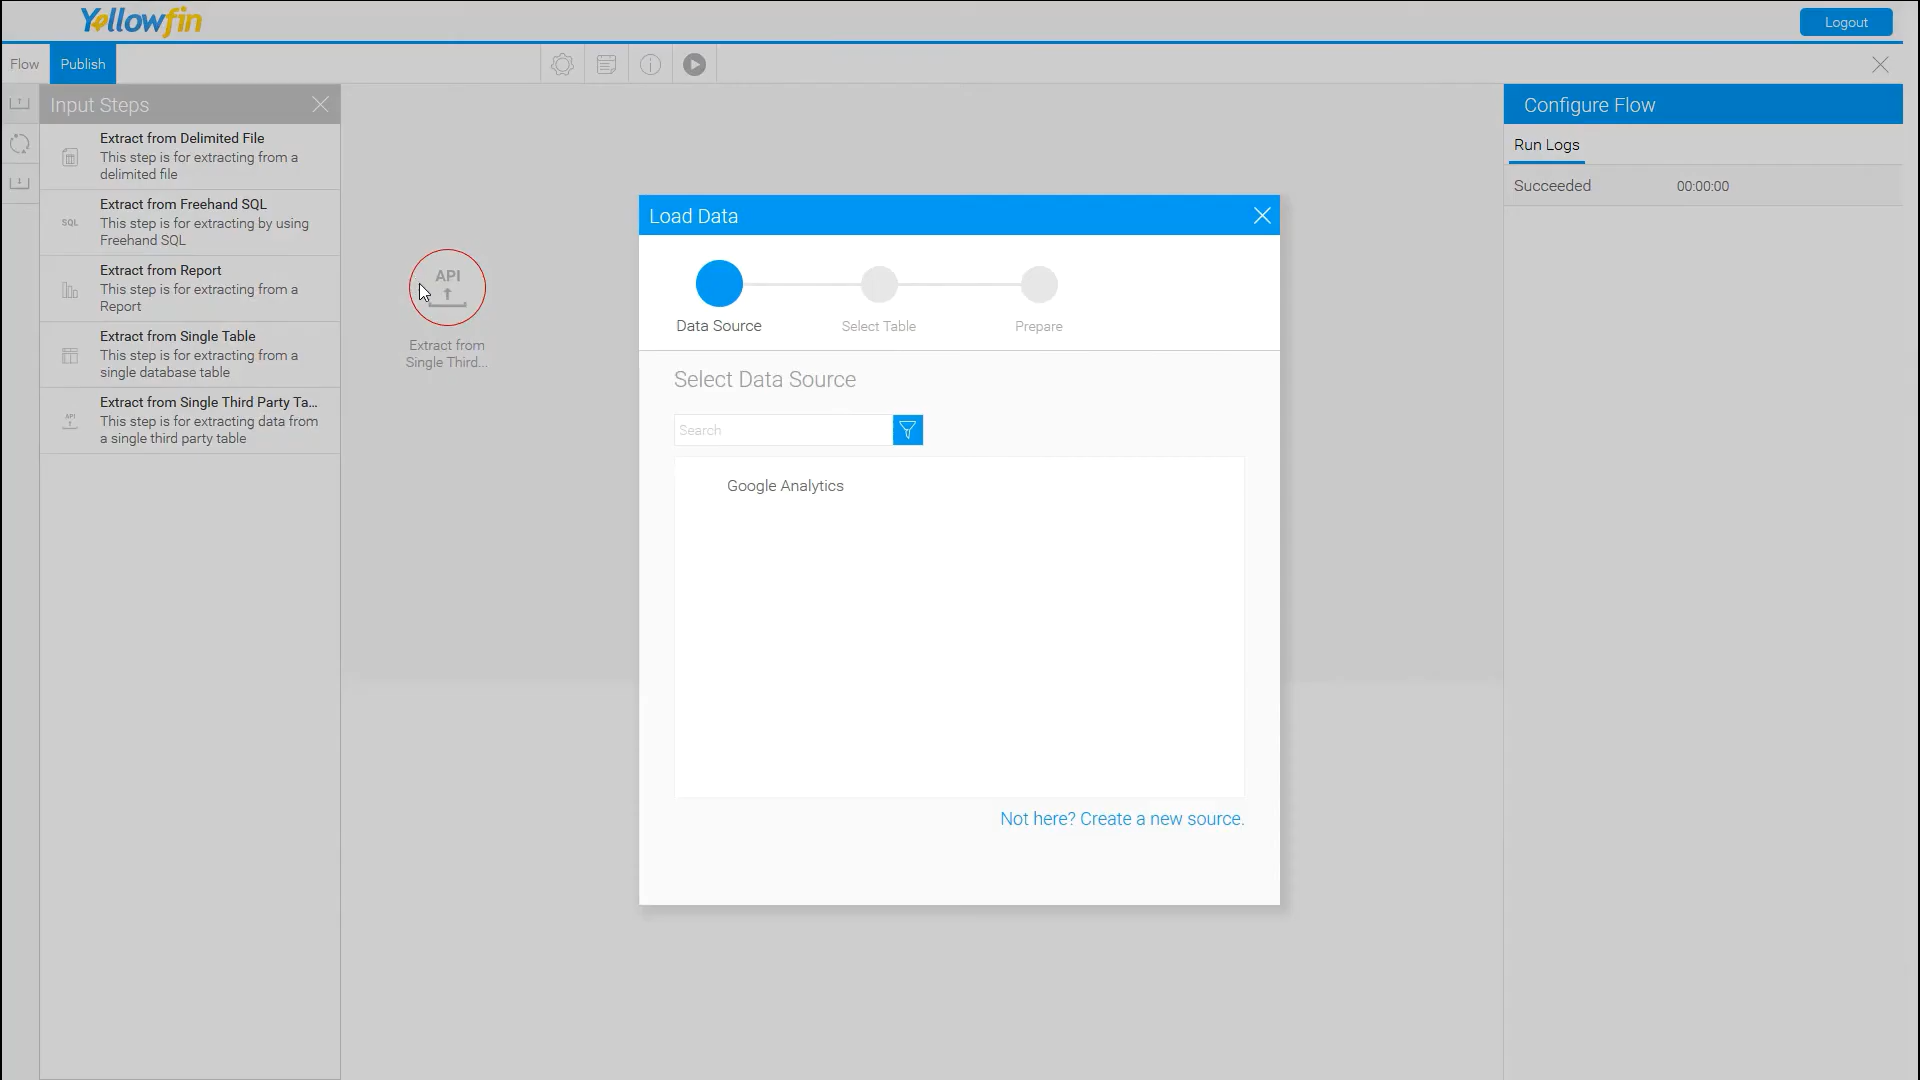 Yellowfin
Logout
Flow
Publish
Input Steps
Extract from Delimited File
This step is for extracting from a
delimited file
SQL
Extract from Freehand SQL
This step is for extracting by using
Freehand SQL
Extract from Report
This step is for extracting from a
Report
Extract from Single Table
This step is for extracting from a
single database table
API
Extract from Single Third Party Ta...
This step is for extracting data from
a single third party table
API
Extract from
Single Third...
Load Data
Data Source
Select Table
Prepare
Select Data Source
Search
Google Analytics
Not here? Create a new source.
Configure Flow
Run Logs
Succeeded 00:00:00